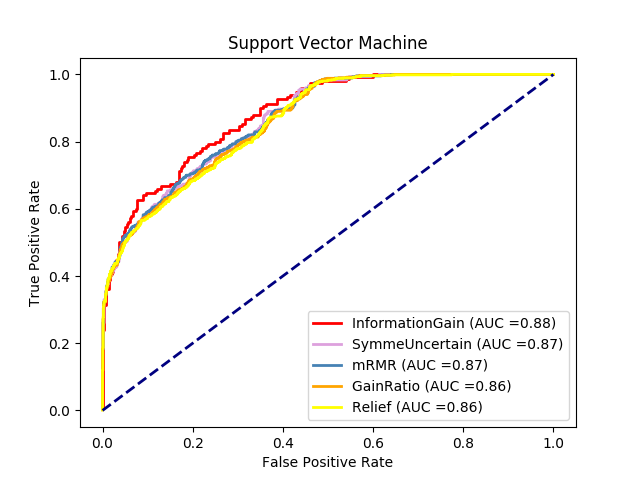 Support Vector Machine
True Positive Rate
1.0
0.8
0.6
0.4
0.2
0.0
InformationGain (AUC =0.88)
SymmeUncertain (AUC =0.87)
mRMR (AUC =0.87)
GainRatio (AUC =0.86)
Relief (AUC =0.86)
0.0 0.2 0.4 0.6 0.8 1.0
False Positive Rate